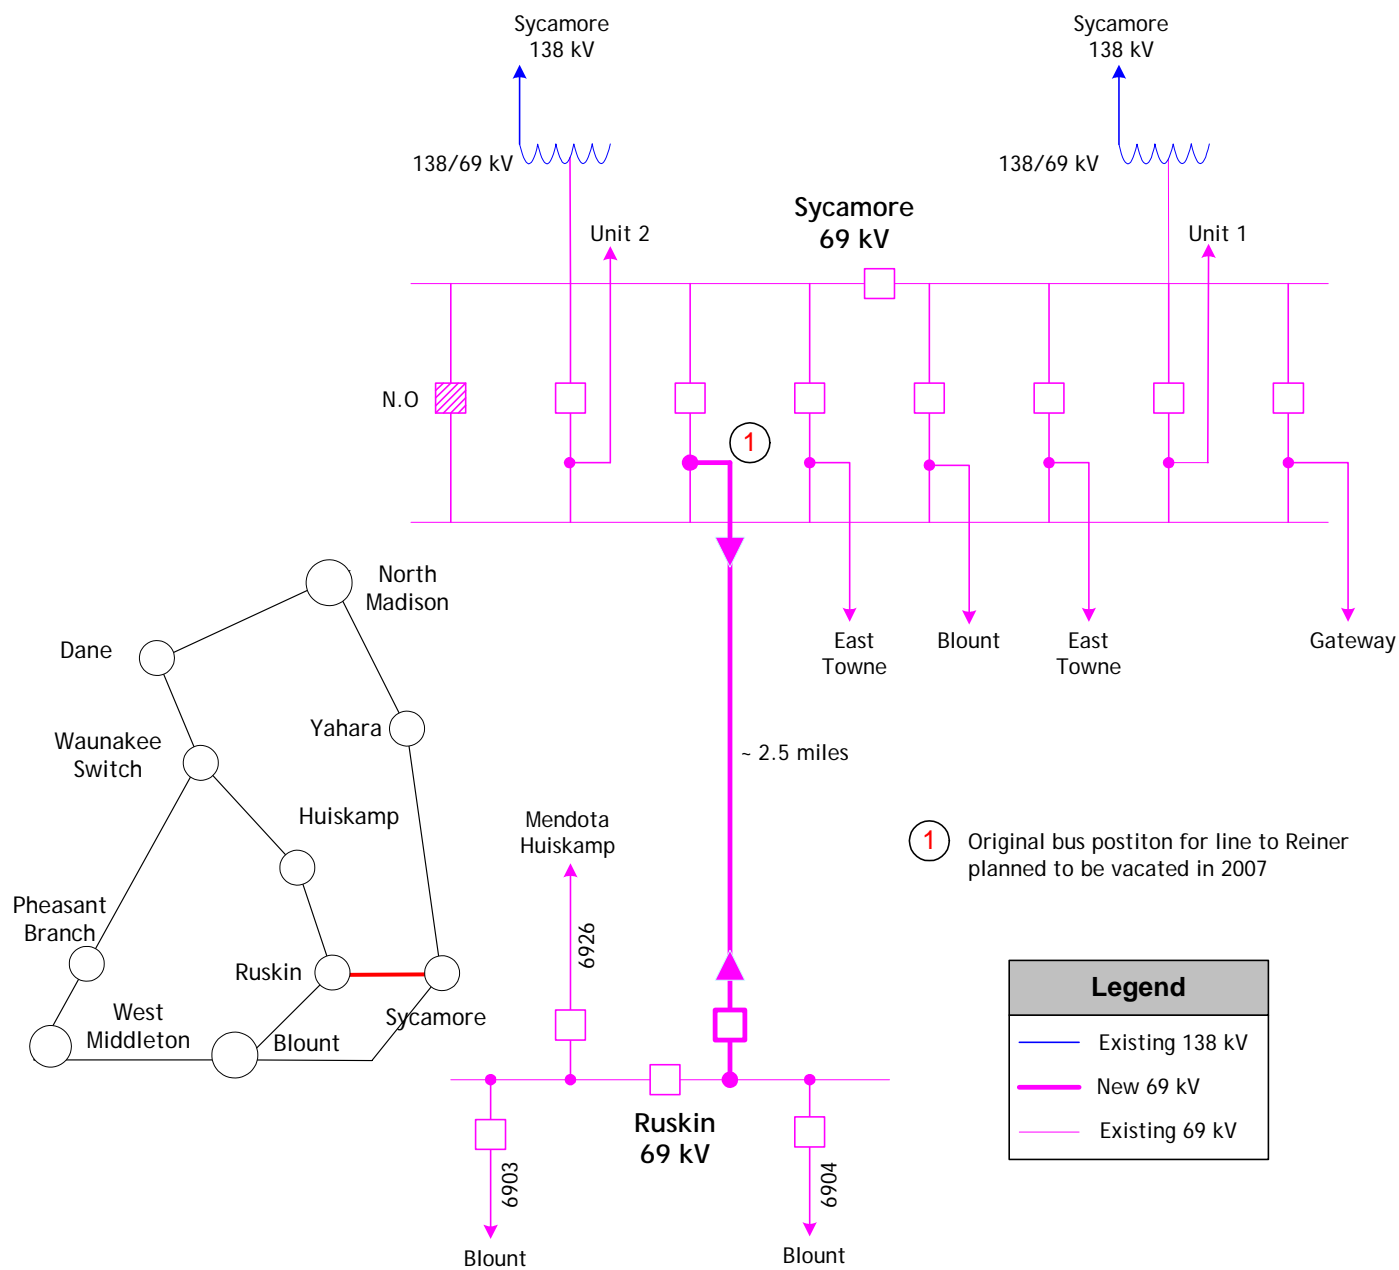 Sycamore
138 kV
Sycamore
138 kV
138/69 kV
138/69 kV
Sycamore
69 kV
Unit 2
Unit 1
N.O
1
East
Towne
Blount
East
Towne
Gateway
North
Madison
Dane
Yahara
Waunakee
Switch
Huiskamp
Pheasant
Branch
Ruskin
West
Middleton
Blount
Sycamore
~ 2.5 miles
Mendota
Huiskamp
6926
1
Original bus postiton for line to Reiner
planned to be vacated in 2007
Ruskin
69 kV
6903
6904
Blount
Blount
Legend
Existing 138 kV
New 69 kV
Existing 69 kV